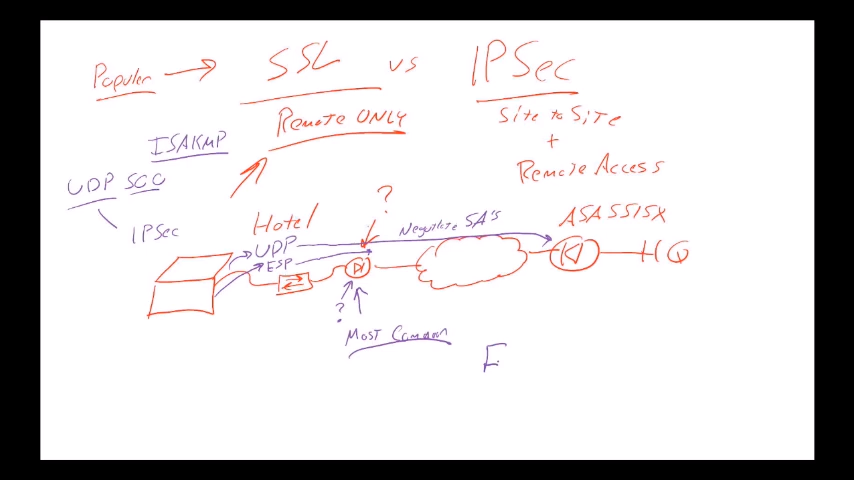 Popular → SSL vs IPSec
Remote ONLY
Site to Site
+
Remote Access
ISAKMP
UDP 500
IPSec
Hotel
?
Negotiate SA's
ASA 5515X
UDP
ESP
HQ
?
Most Common
E